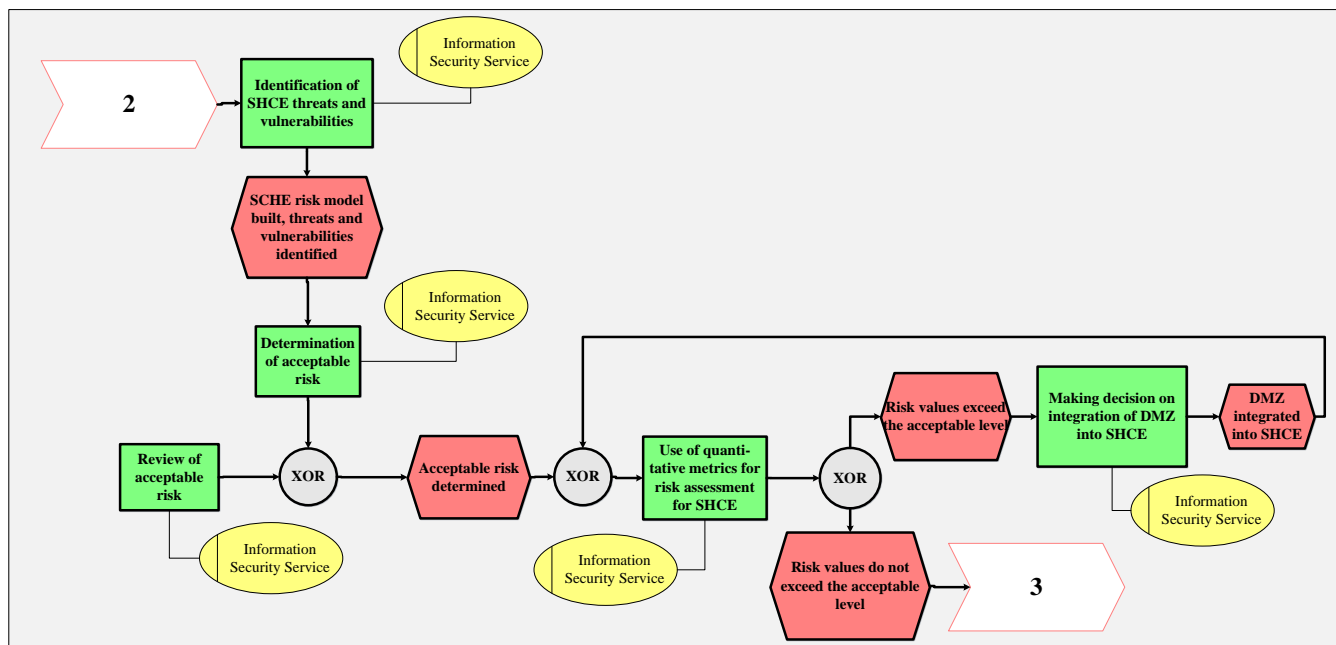 2
Identification of
SHCE threats and
vulnerabilities
Information
Security Service
SCHE risk model
built, threats and
vulnerabilities
identified
Information
Security Service
Determination
of acceptable
risk
Review of
acceptable
risk
XOR
Information
Security Service
Acceptable risk
determined
XOR
Use of quanti-
tative metrics for
risk assessment
for SHCE
Information
Security Service
XOR
Risk values exceed
the acceptable level
Making decision on
integration of DMZ
into SHCE
DMZ
integrated
into SHCE
Information
Security Service
Risk values do not
exceed the acceptable
level
3